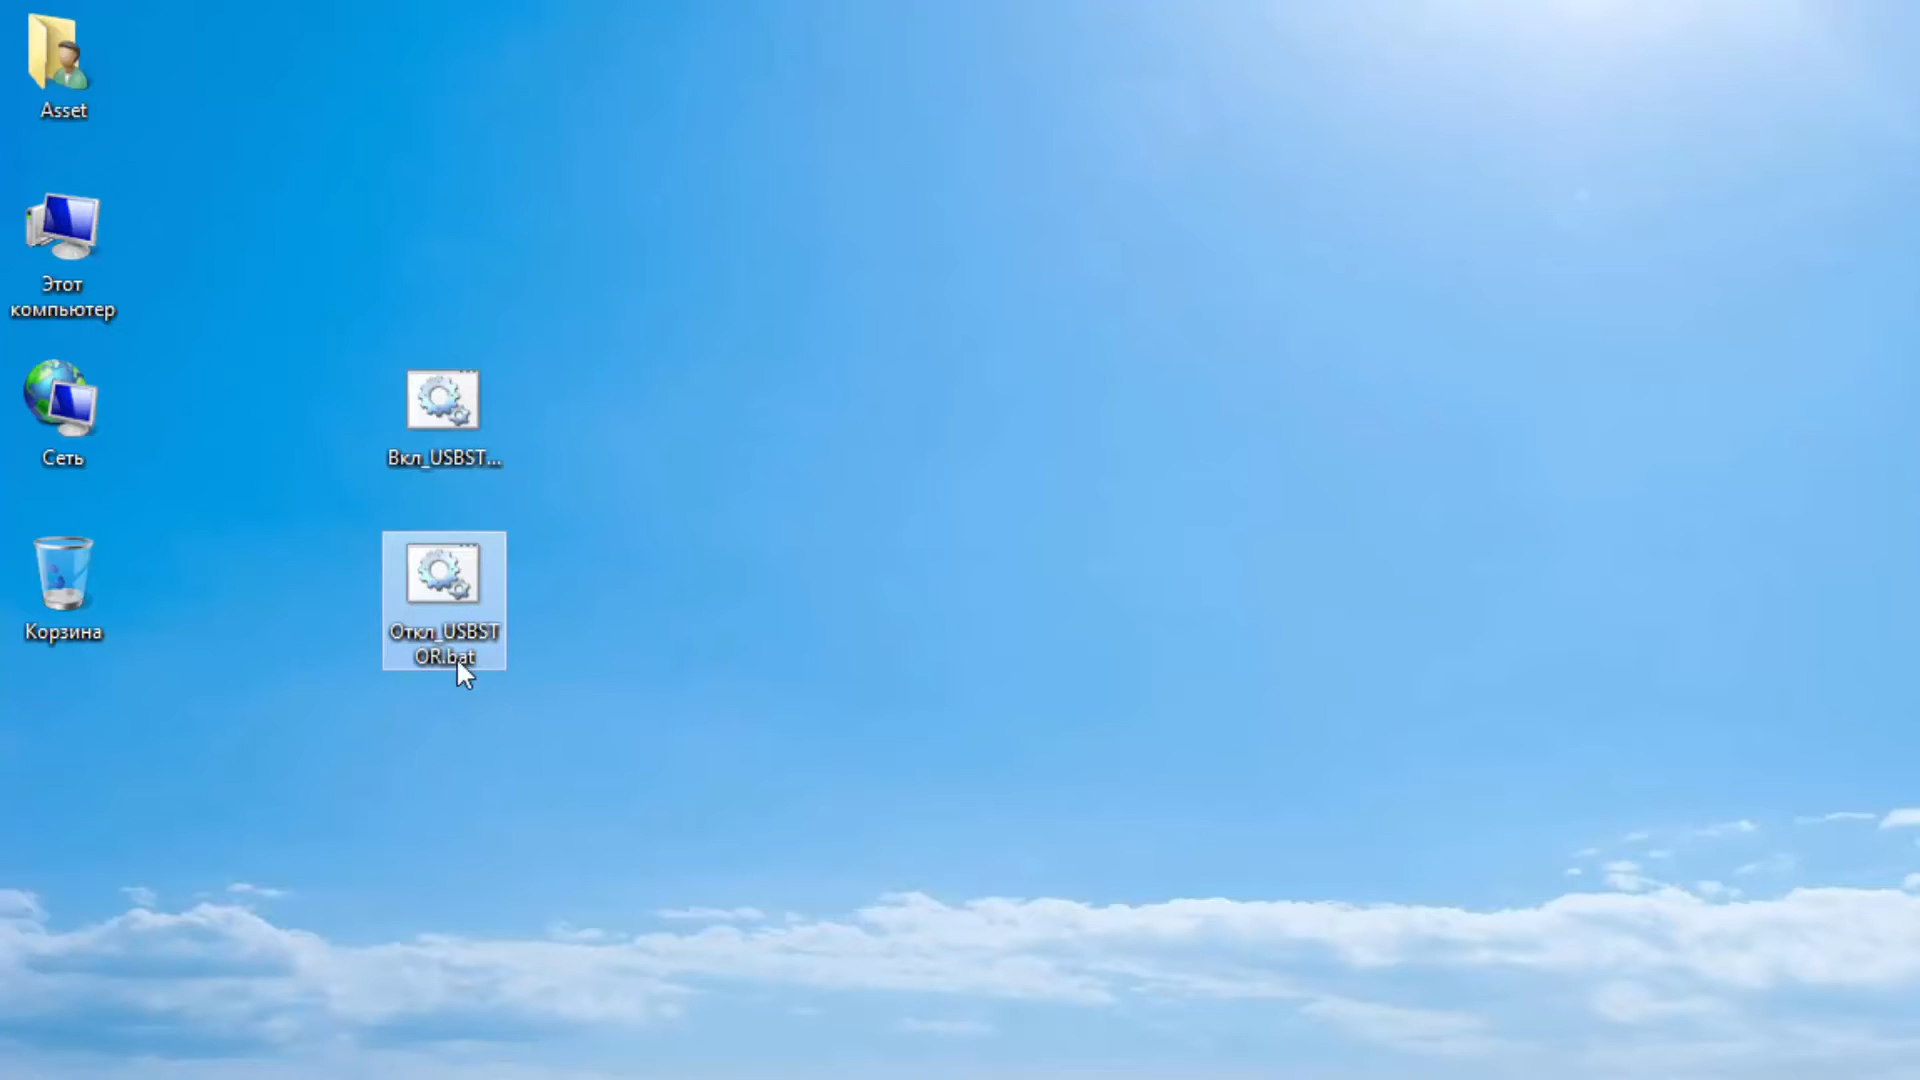 Asset
Этот
компьютер
Сеть
Корзина
Вкл_USBST...
Откл_USBST
OR.bat